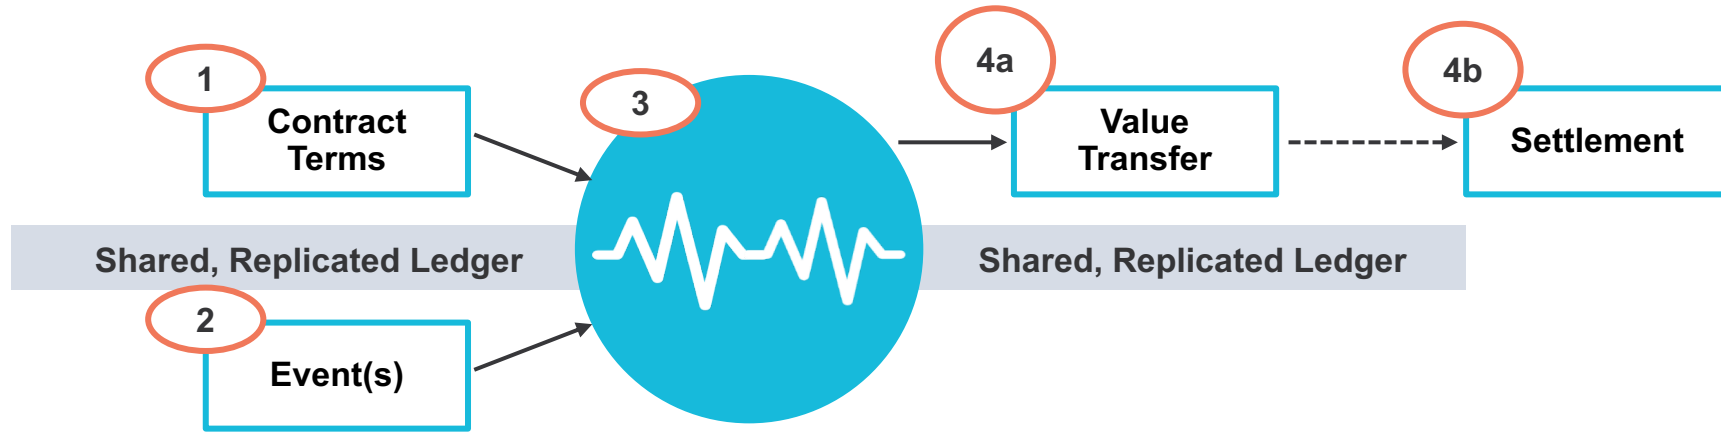 1
Contract
Terms
3
4a
Value
Transfer
4b
Settlement
Shared, Replicated Ledger
Shared, Replicated Ledger
2
Event(s)